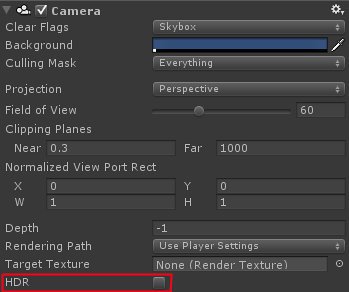 Camera
Clear Flags Skybox
Background
Culling Mask Everything
Projection Perspective
Field of View 60
Clipping Planes
Near 0.3 Far 1000
Normalized View Port Rect
X 0 Y 0
W 1 H 1
Depth -1
Rendering Path Use Player Settings
Target Texture None (Render Texture)
HDR